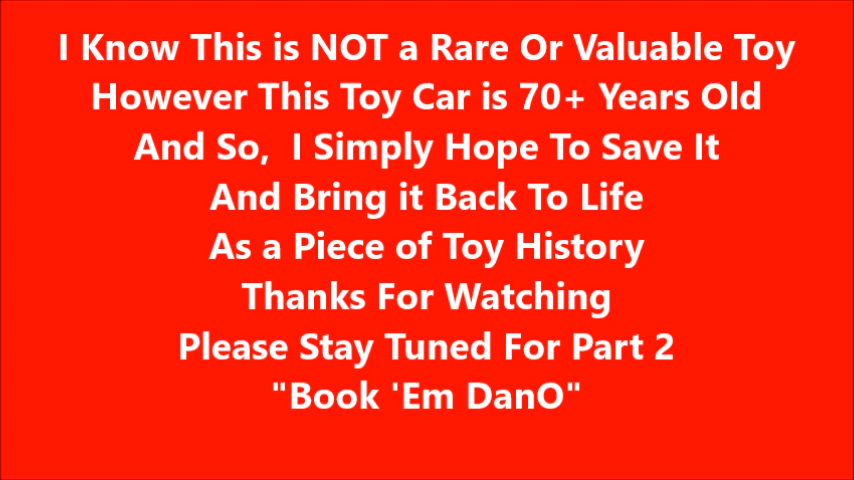 I Know This is NOT a Rare Or Valuable Toy
However This Toy Car is 70+ Years Old
And So,  I Simply Hope To Save It
And Bring it Back To Life
As a Piece of Toy History
Thanks For Watching
Please Stay Tuned For Part 2
"Book 'Em DanO"